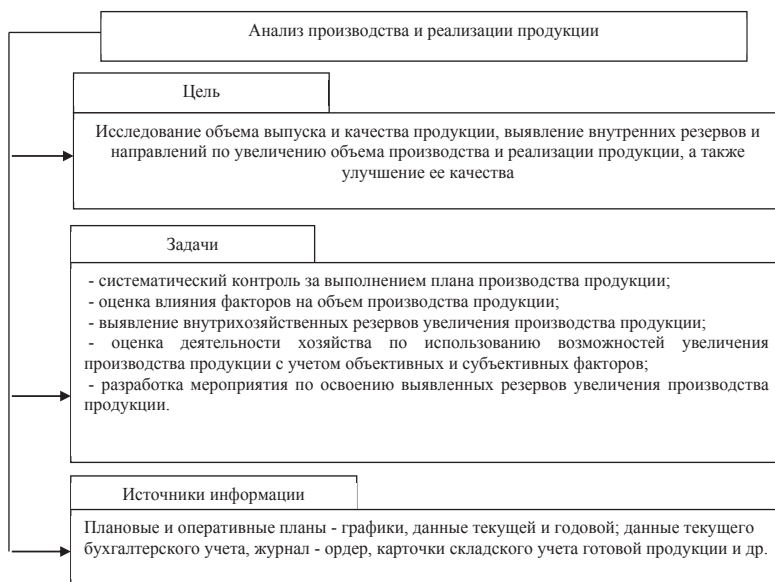 Анализ производства и реализации продукции
Цель
Исследование объема выпуска и качества продукции, выявление внутренних резервов и
направлений по увеличению объема производства и реализации продукции, а также
улучшение ее качества
Задачи
- систематический контроль за выполнением плана производства продукции;
- оценка влияния факторов на объем производства продукции;
- выявление внутрихозяйственных резервов увеличения производства продукции;
- оценка деятельности хозяйства по использованию возможностей увеличения
производства продукции с учетом объективных и субъективных факторов;
- разработка мероприятия по освоению выявленных резервов увеличения производства
продукции.
Источники информации
Плановые и оперативные планы - графики, данные текущей и годовой; данные текущего
бухгалтерского учета, журнал - ордер, карточки складского учета готовой продукции и др.